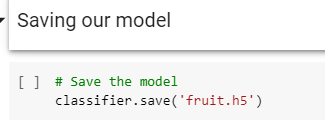 Saving our model
[ ] # Save the model
classifier.save('fruit.h5')